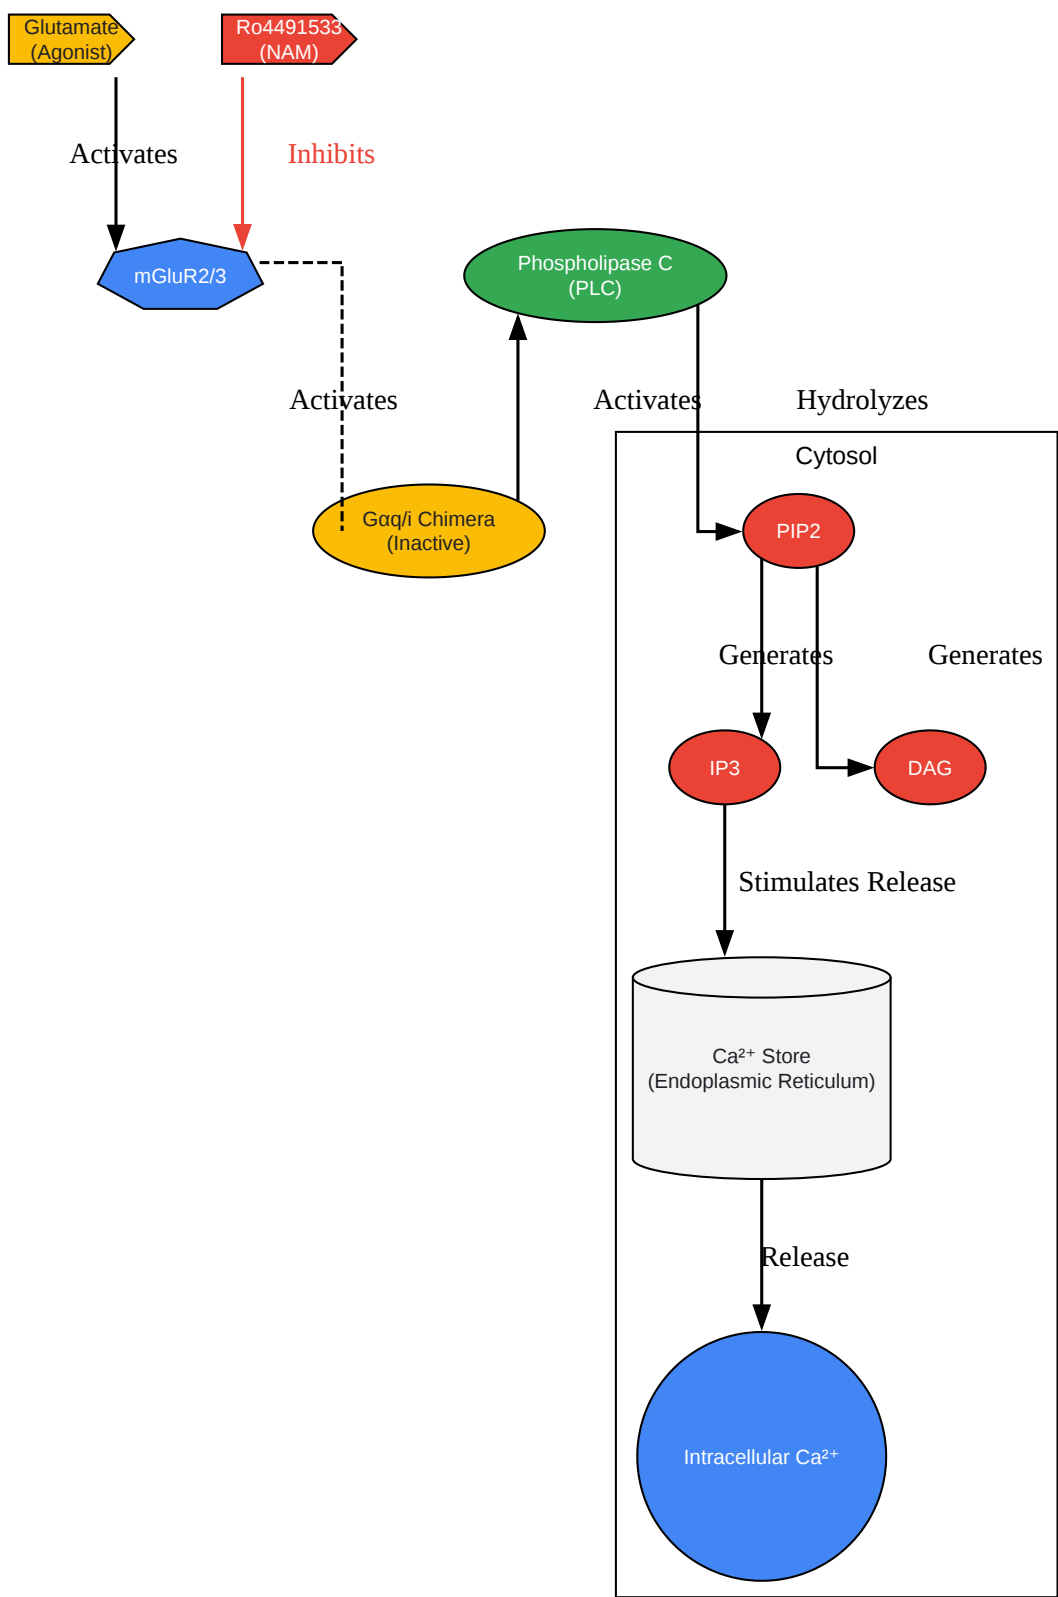 Glutamate
(Agonist)
Ro4491533
(NAM)
Activates
Inhibits
mGluR2/3
Phospholipase C
(PLC)
Activates
Activates
Hydrolyzes
Cytosol
Gαq/i Chimera
(Inactive)
PIP2
Generates
Generates
IP3
DAG
Stimulates Release
Ca²⁺ Store
(Endoplasmic Reticulum)
Release
Intracellular Ca²⁺